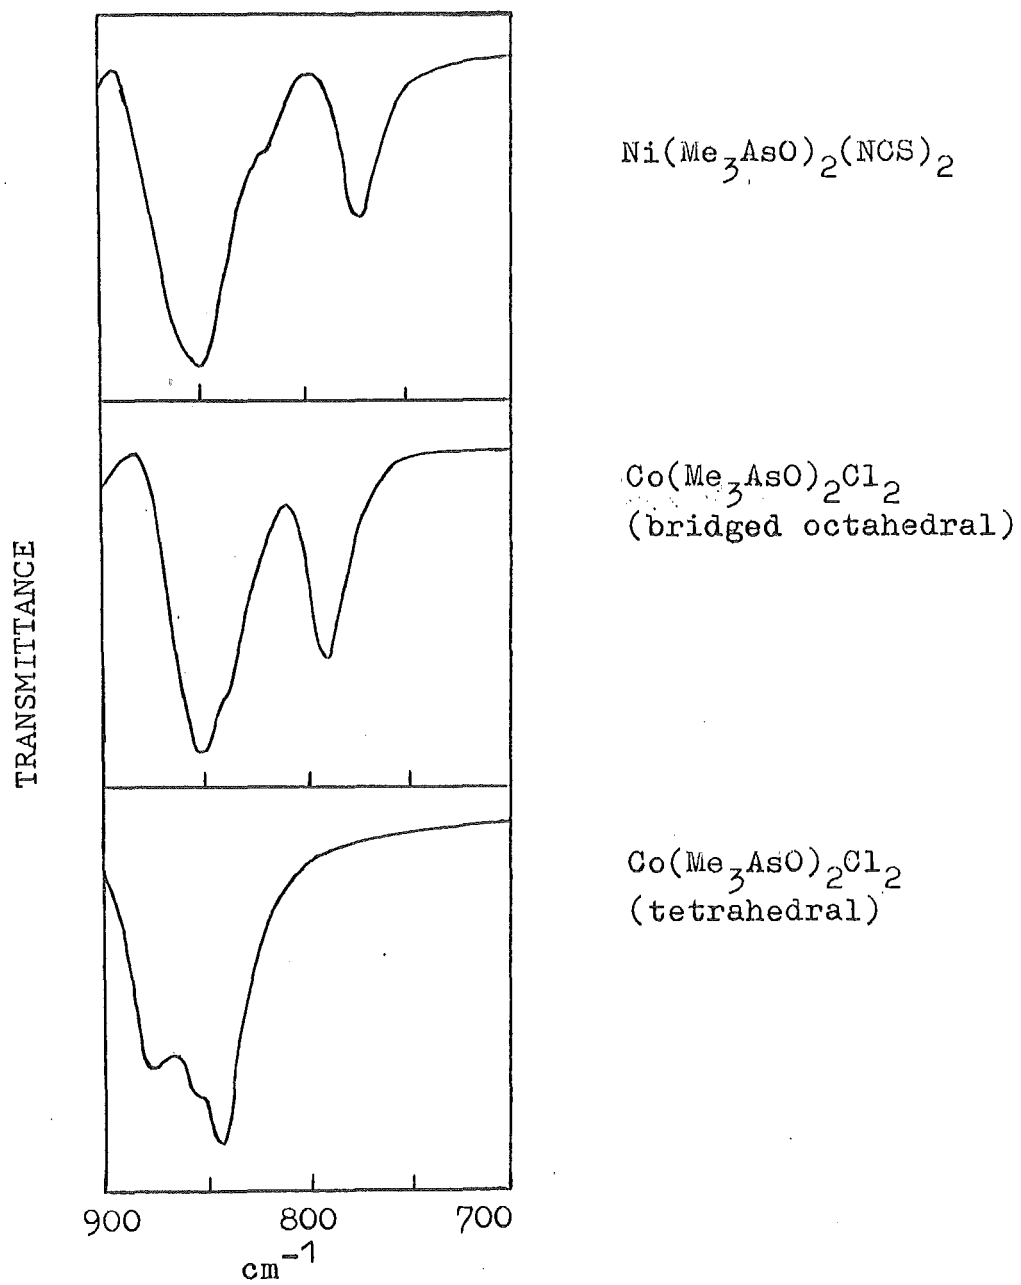 Ni(Me3AsO)2(NCS)2
Co(Me3AsO)2Cl2
(bridged octahedral)
TRANSMITTANCE
Co(Me3AsO)2Cl2
(tetrahedral)
900 800 700
cm-1